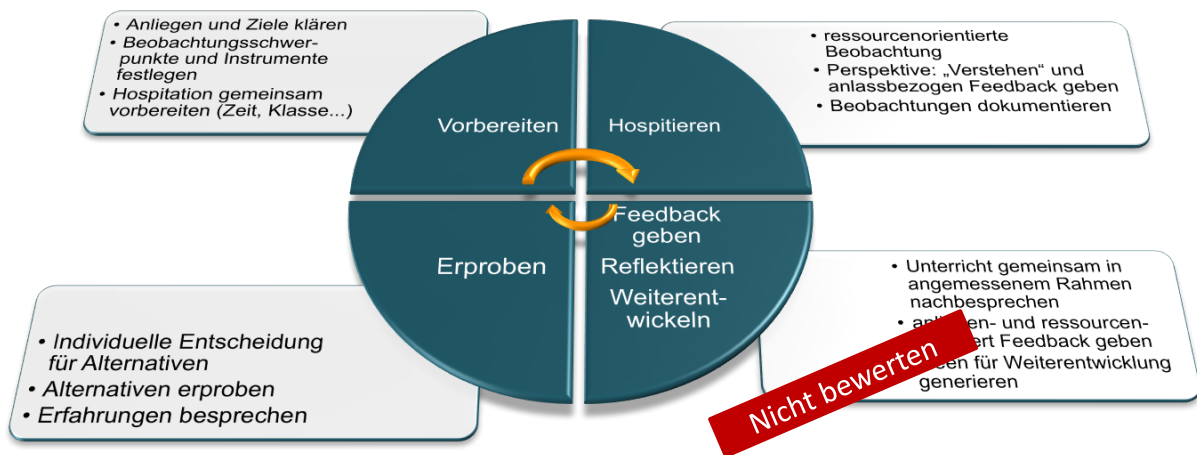 • Anliegen und Ziele klären
• Beobachtungsschwer-
punkte und Instrumente
festlegen
• Hospitation gemeinsam
vorbereiten (Zeit, Klasse...)
• ressourcenorientierte
Beobachtung
• Perspektive: „Verstehen“ und
anlassbezogen Feedback geben
• Beobachtungen dokumentieren
Vorbereiten
Hospitieren
Erproben
Feedback
geben
Reflektieren
Weiterent-
wickeln
• Individuelle Entscheidung
für Alternativen
• Alternativen erproben
• Erfahrungen besprechen
• Unterricht gemeinsam in
angemessenem Rahmen
nachbesprechen
• und ressourcen-
Feedback geben
für Weiterentwicklung
generieren
Nicht bewerten